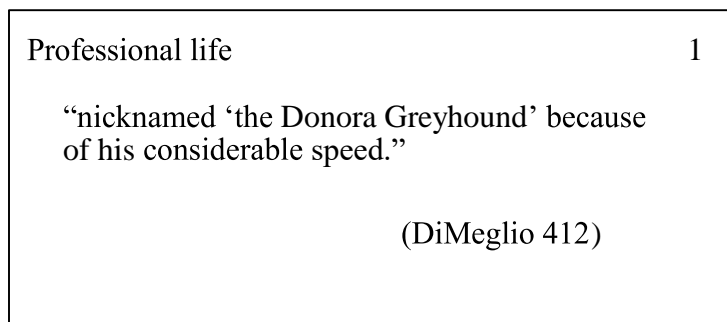 Professional life 1
“nicknamed ‘the Donora Greyhound’ because
of his considerable speed.”
(DiMeglio 412)